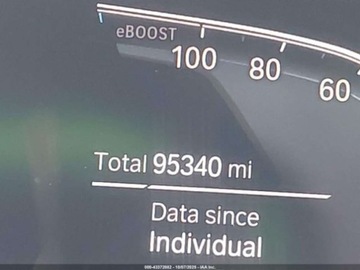 eBOOST
100 80 60
Total 95340 mi
Data since
Individual